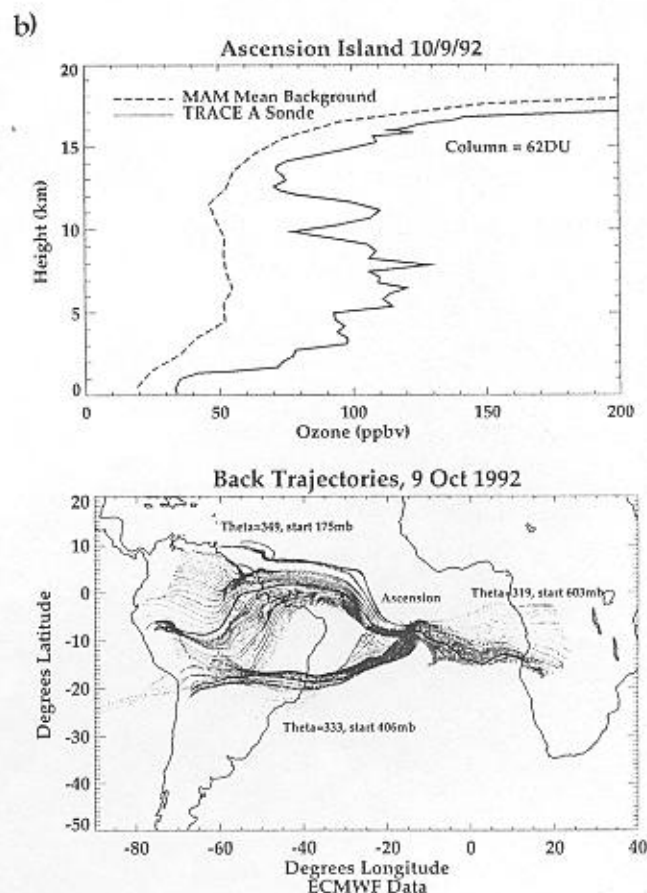 b)
Ascension Island 10/9/92
20
15
10
5
0
Height (km)
MAM Mean Background
TRACE A Sonde
Column = 62DU
0 50 100 150 200
Ozone (ppbv)
Back Trajectories, 9 Oct 1992
20
10
0
-10
-20
-30
-40
-50
Degrees Latitude
Theta=349, start 175mb
Ascension
Theta=319, start 603mb
Theta=333, start 406mb
-80 -60 -40 -20 0 20 40
Degrees Longitude
ECMWF Data